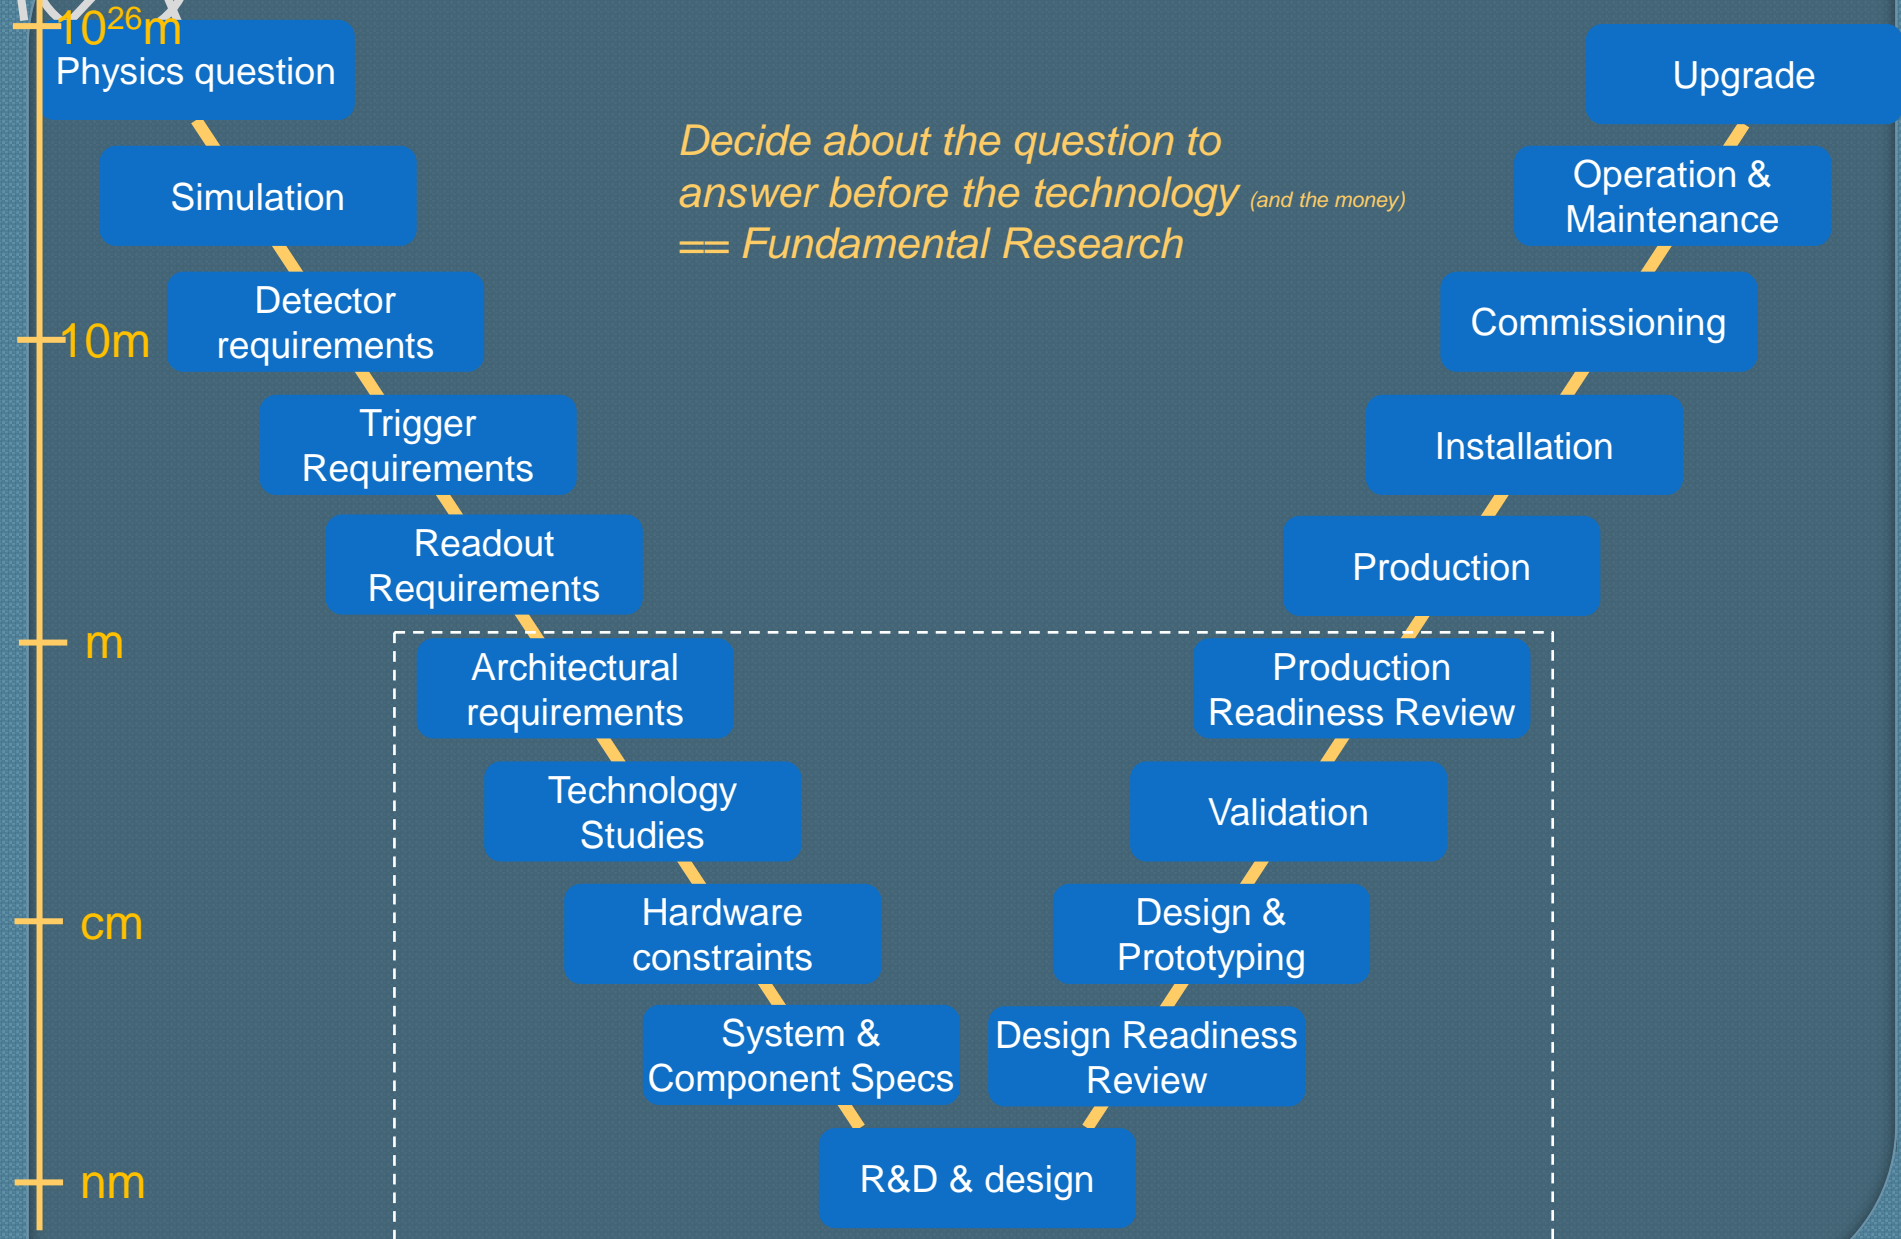 10²⁶m
Physics question
Simulation
Detector
requirements
10m
Trigger
Requirements
Readout
Requirements
m
Architectural
requirements
Technology
Studies
Hardware
constraints
cm
System &
Component Specs
R&D & design
nm
Decide about the question to
answer before the technology (and the money)
== Fundamental Research
Upgrade
Operation &
Maintenance
Commissioning
Installation
Production
Production
Readiness Review
Validation
Design &
Prototyping
Design Readiness
Review